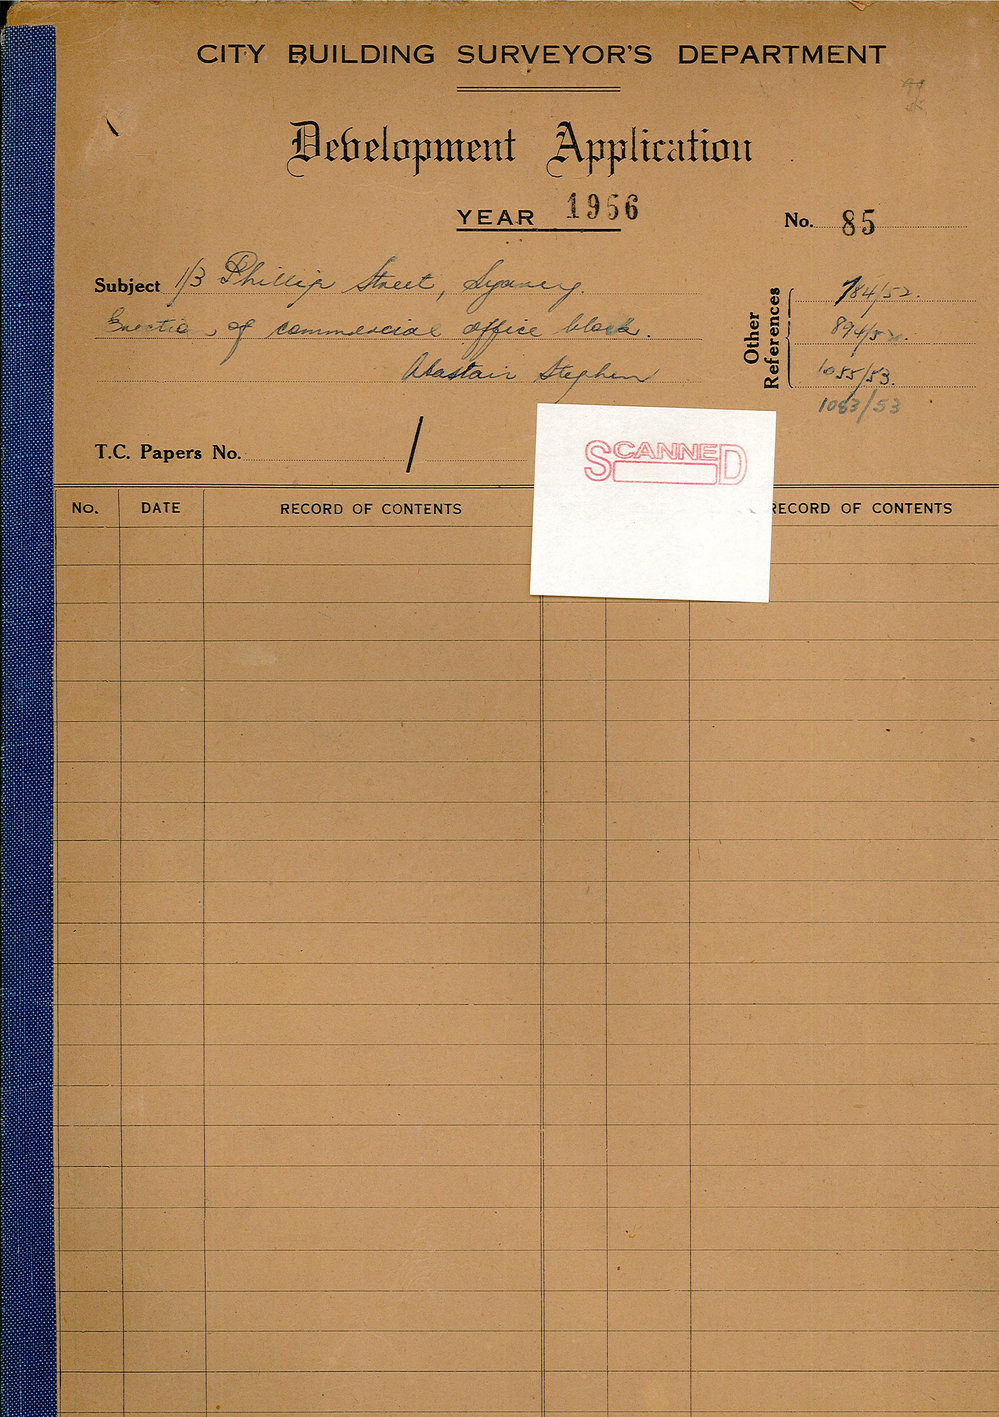 CITY BUILDING SURVEYOR'S DEPARTMENT
Development Application
YEAR 1956
No. 85
Subject 1/3 Phillip Street, Sydney.
Erection of commercial office block.
Alastair Stephen
Other References
784/52.
894/52.
1055/53.
1083/53
T.C. Papers No.
SCANNED
No. DATE RECORD OF CONTENTS RECORD OF CONTENTS